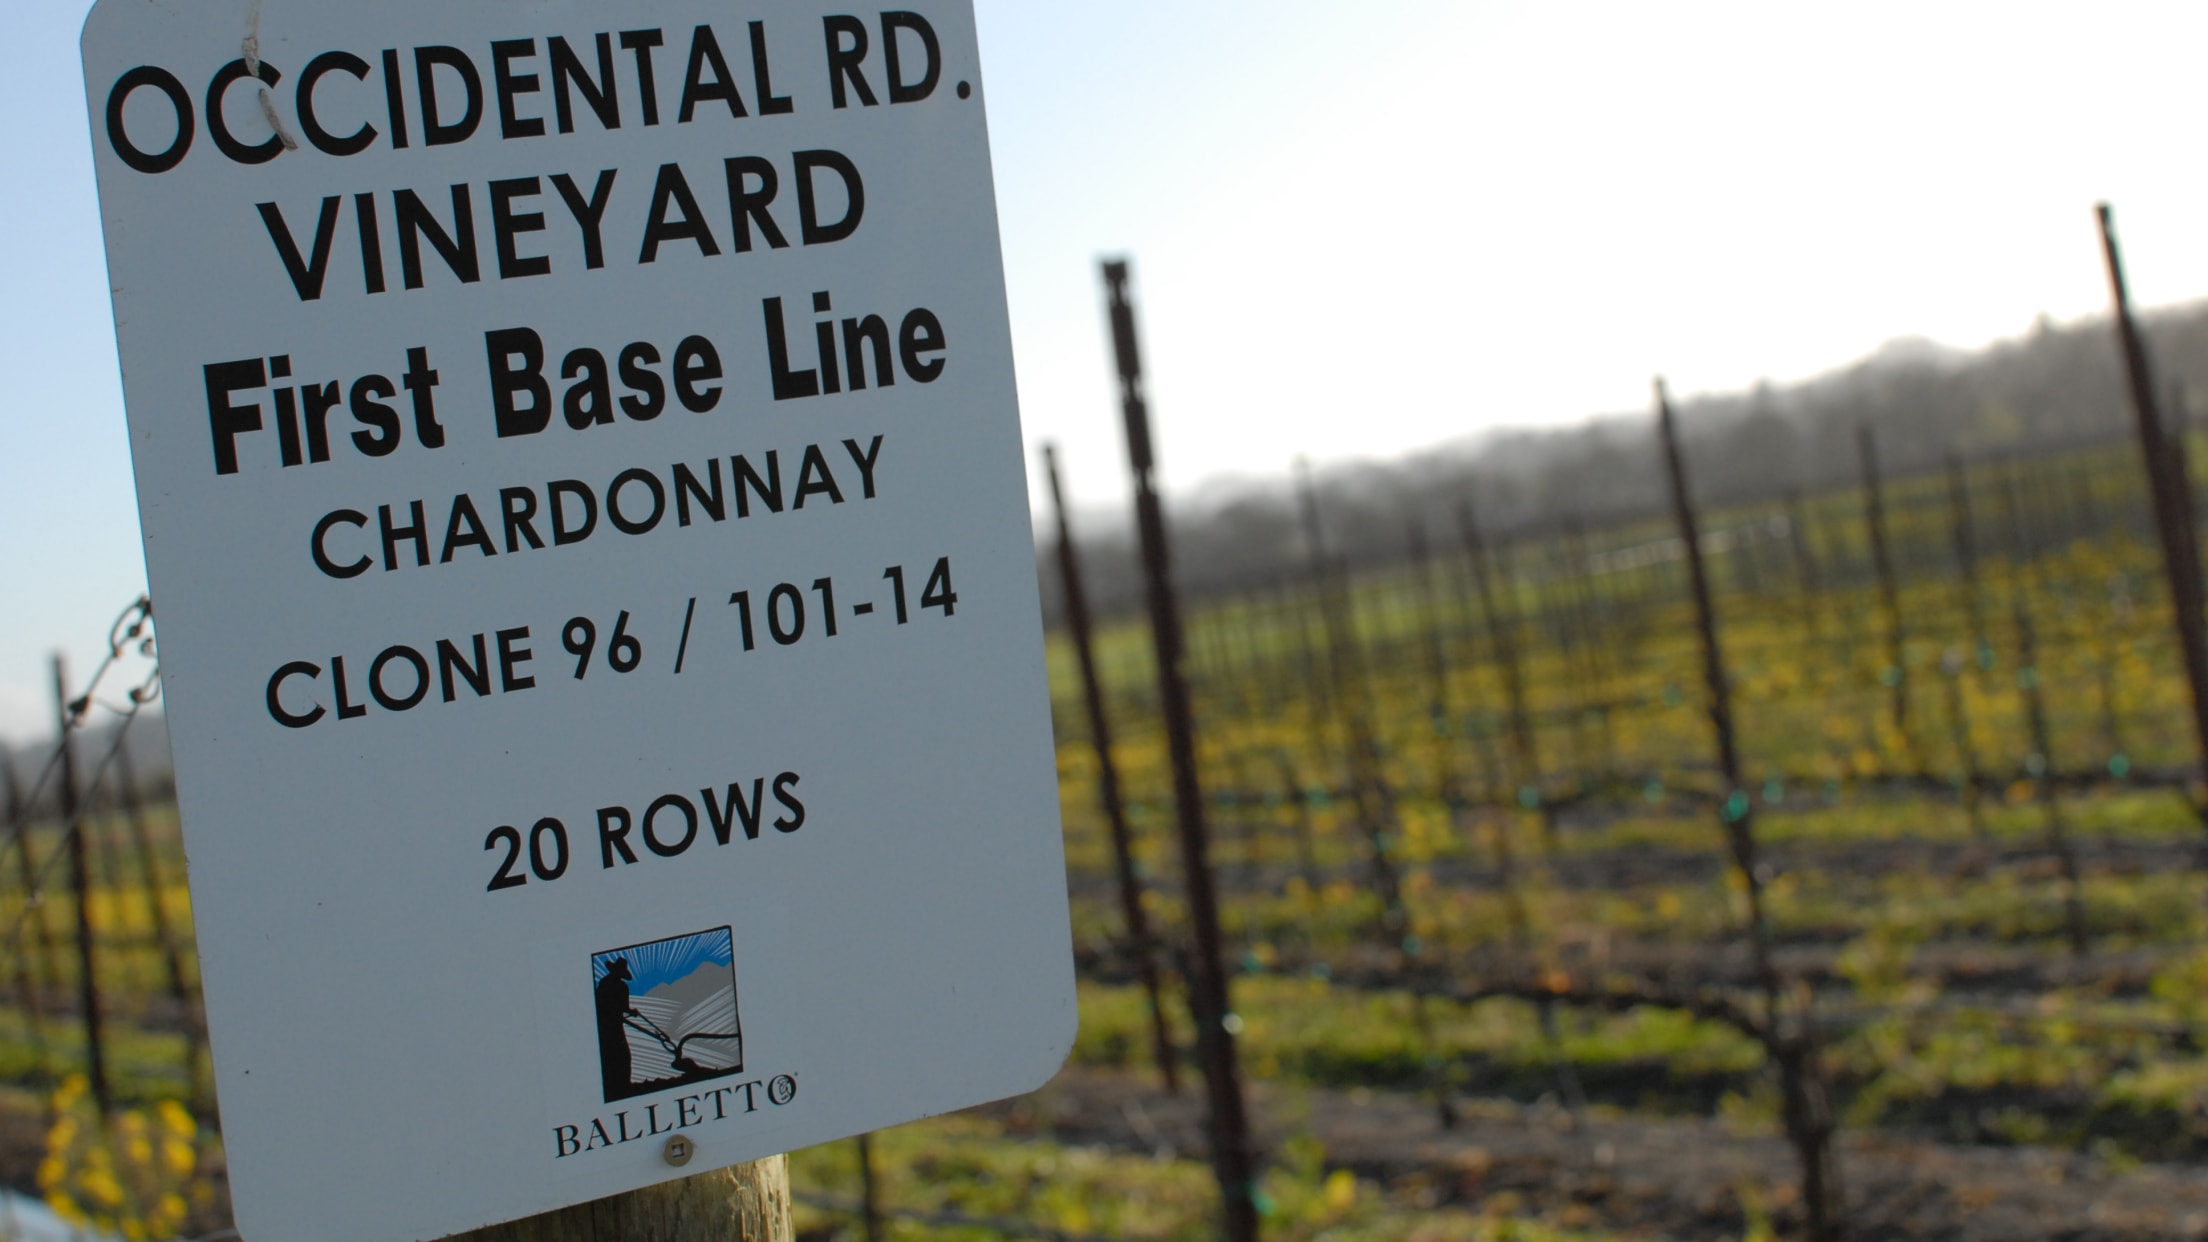 OCCIDENTAL RD.
VINEYARD
First Base Line
CHARDONNAY
CLONE 96 / 101-14
20 ROWS
BALLETTO